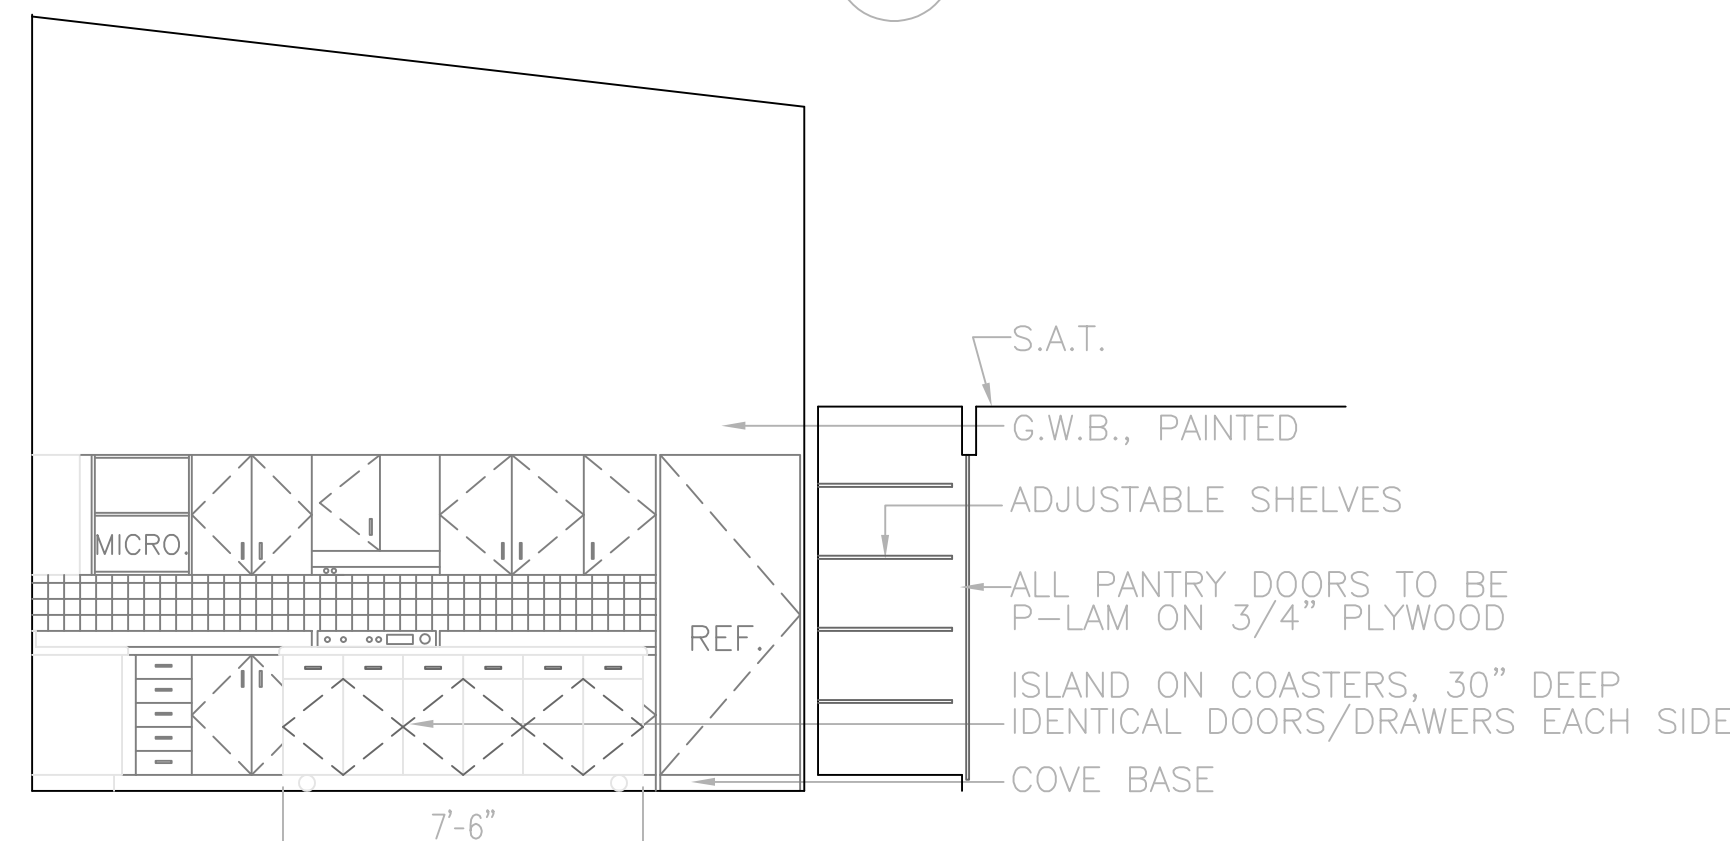 S.A.T.
G.W.B., PAINTED
ADJUSTABLE SHELVES
MICRO.
ALL PANTRY DOORS TO BE
P-LAM ON 3/4” PLYWOOD
REF.
ISLAND ON COASTERS, 30” DEEP
IDENTICAL DOORS/DRAWERS EACH SIDE
COVE BASE
7’-6”